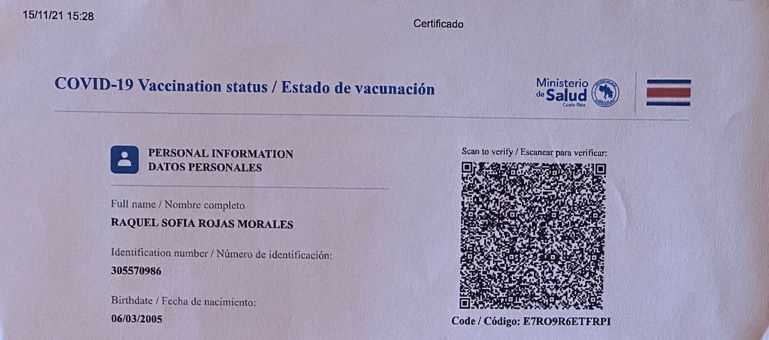 15/11/21 15:28
Certificado
COVID-19 Vaccination status / Estado de vacunación
Ministerio
de Salud
Costa Rica
PERSONAL INFORMATION
DATOS PERSONALES
Scan to verify / Escanear para verificar:
Full name / Nombre completo
RAQUEL SOFIA ROJAS MORALES
Identification number / Número de identificación:
305570986
Birthdate / Fecha de nacimiento:
06/03/2005
Code / Código: E7RO9R6ETFRPI